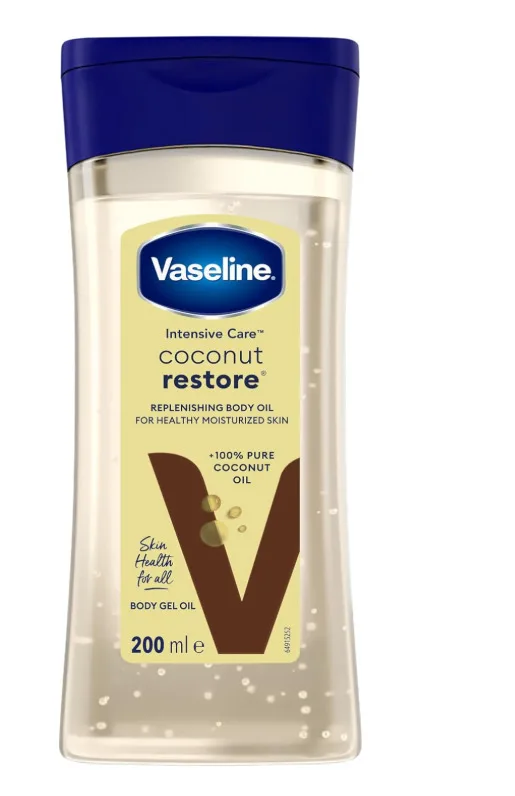 Vaseline.
Intensive Care™
coconut
restore®
REPLENISHING BODY OIL
FOR HEALTHY MOISTURIZED SKIN
+100% PURE
COCONUT
OIL
V
Skin
Health
for all
BODY GEL OIL
200 ml e
64915252